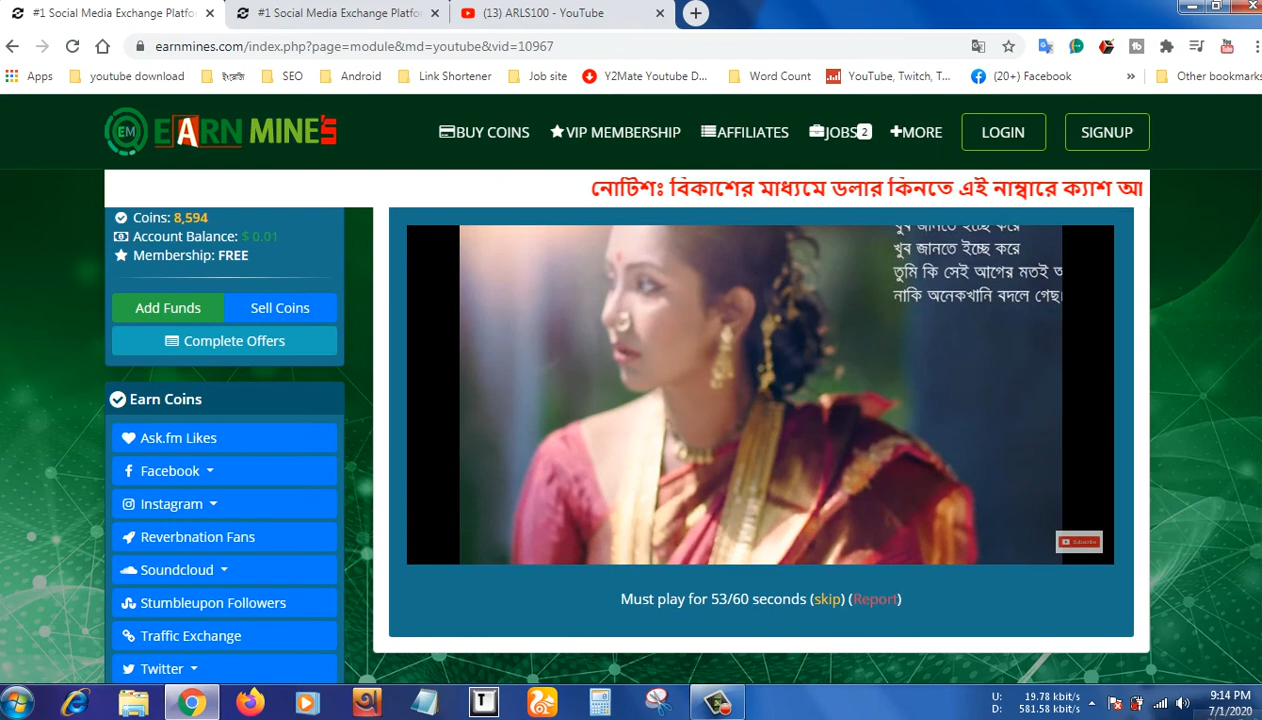 #1 Social Media Exchange Platfo
#1 Social Media Exchange Platfo
(13) ARLS100 - YouTube
earnmines.com/index.php?page=module&md=youtube&vid=10967
Apps youtube download ইংরেজি SEO Android Link Shortener Job site Y2Mate Youtube D... Word Count YouTube, Twitch, T... (20+) Facebook » Other bookmarks
EM EARN MINE'S BUY COINS VIP MEMBERSHIP AFFILIATES JOBS 2 MORE LOGIN SIGNUP
নোটিশঃ বিকাশের মাধ্যমে ডলার কিনতে এই নাম্বারে ক্যাশ আ
Coins: 8,594
Account Balance: $ 0.01
Membership: FREE
Add Funds Sell Coins
Complete Offers
Earn Coins
Ask.fm Likes
Facebook
Instagram
Reverbnation Fans
Soundcloud
Stumbleupon Followers
Traffic Exchange
Twitter
খুব জানতে ইচ্ছে করে
খুব জানতে ইচ্ছে করে
তুমি কি সেই আগের মতই
নাকি অনেকখানি বদলে গেছ
Subscribe
Must play for 53/60 seconds (skip) (Report)
U: 19.78 kbit/s
D: 581.58 kbit/s
9:14 PM
7/1/2020